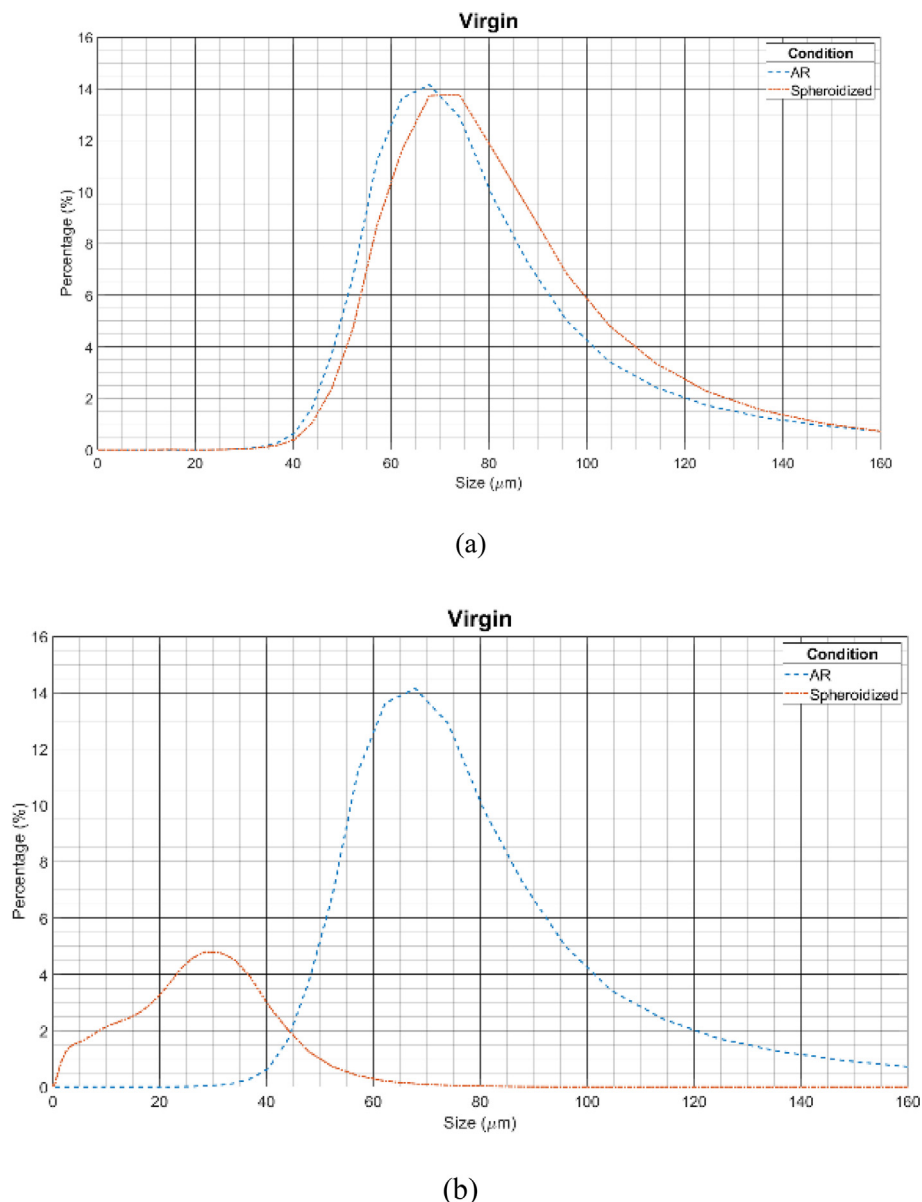 Virgin
Condition
AR
Spheroidized
16
14
12
10
8
6
4
2
0
Percentage (%)
0 20 40 60 80 100 120 140 160
Size (μm)
(a)
Virgin
Condition
AR
Spheroidized
16
14
12
10
8
6
4
2
0
Percentage (%)
0 20 40 60 80 100 120 140 160
Size (μm)
(b)